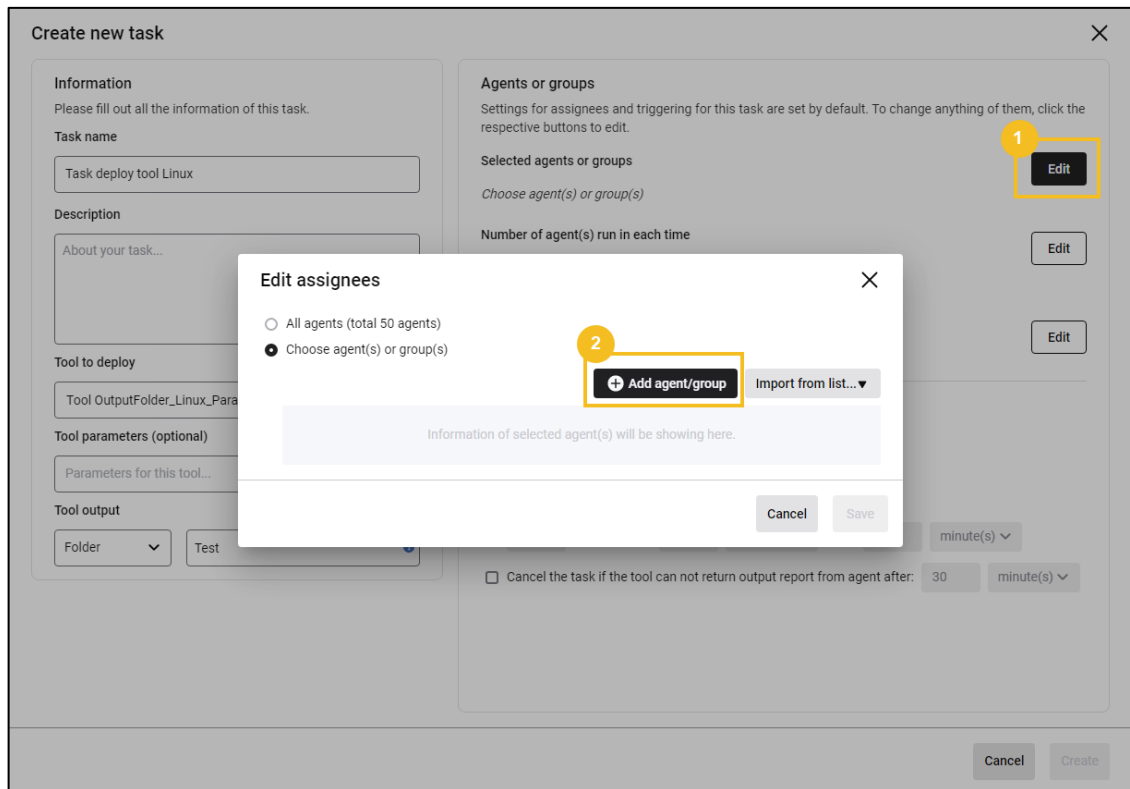 Create new task
Information
Please fill out all the information of this task.
Task name
Task deploy tool Linux
Description
About your task...
Tool to deploy
Tool OutputFolder_Linux_Para
Tool parameters (optional)
Parameters for this tool...
Tool output
Folder
Test
Agents or groups
Settings for assignees and triggering for this task are set by default. To change anything of them, click the
respective buttons to edit.
1
Selected agents or groups
Edit
Choose agent(s) or group(s)
Number of agent(s) run in each time
Edit
Edit
Edit assignees
All agents (total 50 agents)
Choose agent(s) or group(s)
2
Add agent/group
Import from list...
Information of selected agent(s) will be showing here.
Cancel
Save
minute(s)
Cancel the task if the tool can not return output report from agent after: 30 minute(s)
Cancel
Create